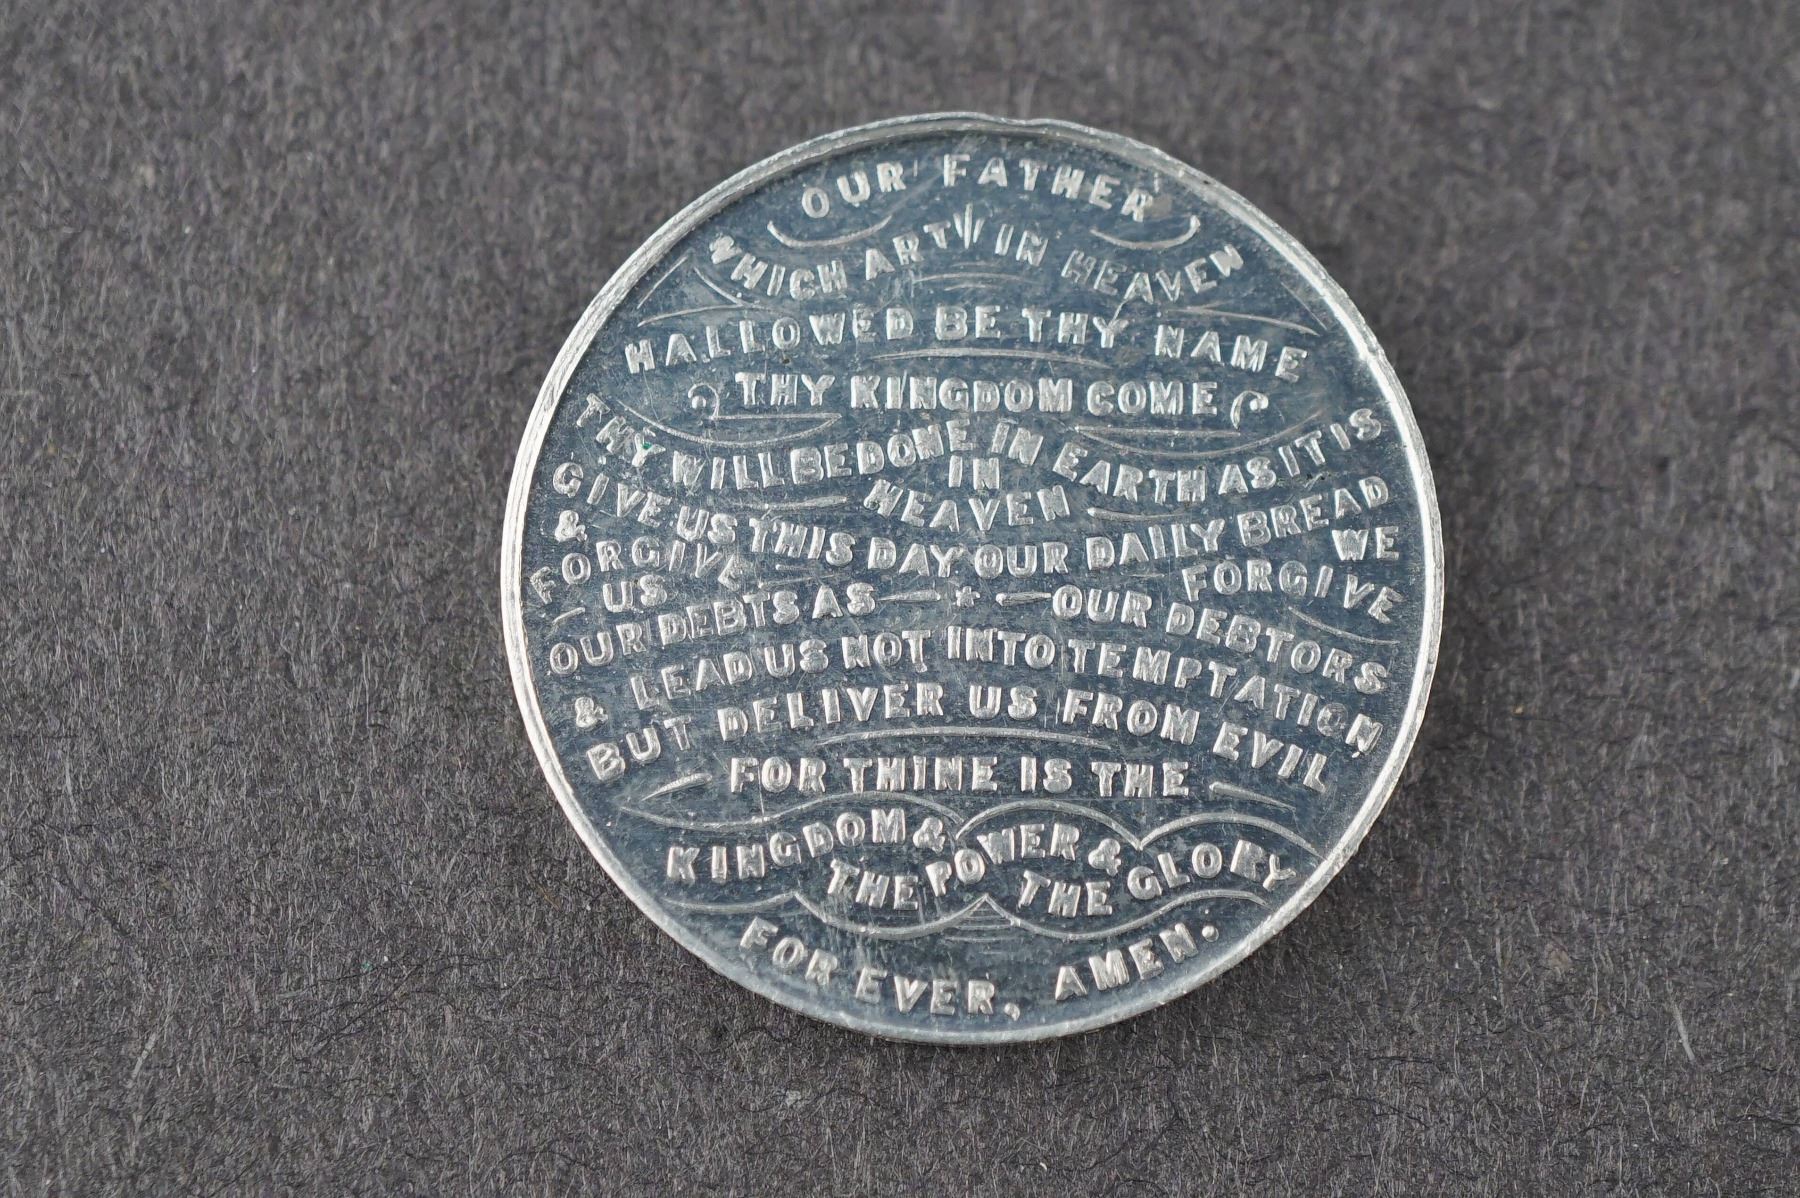 OUR FATHER
WHICH ART IN HEAVEN
HALLOWED BE THY NAME
THY KINGDOM COME
THY WILL BE DONE IN EARTH AS IT IS
IN
HEAVEN
GIVE US THIS DAY OUR DAILY BREAD
& FORGIVE US
OUR DEBTS AS
WE FORGIVE
OUR DEBTORS
& LEAD US NOT INTO TEMPTATION
BUT DELIVER US FROM EVIL
FOR THINE IS THE
KINGDOM &
THE POWER &
THE GLORY
FOR EVER, AMEN.